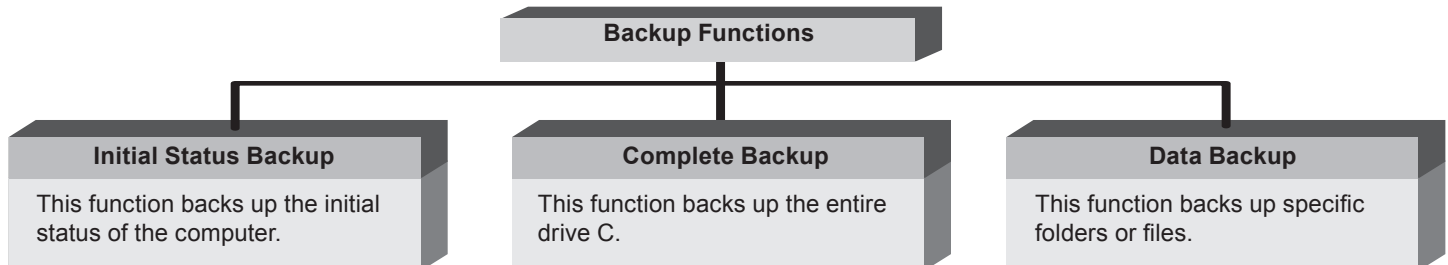 Backup Functions
Initial Status Backup
This function backs up the initial
status of the computer.
Complete Backup
This function backs up the entire
drive C.
Data Backup
This function backs up specific
folders or files.